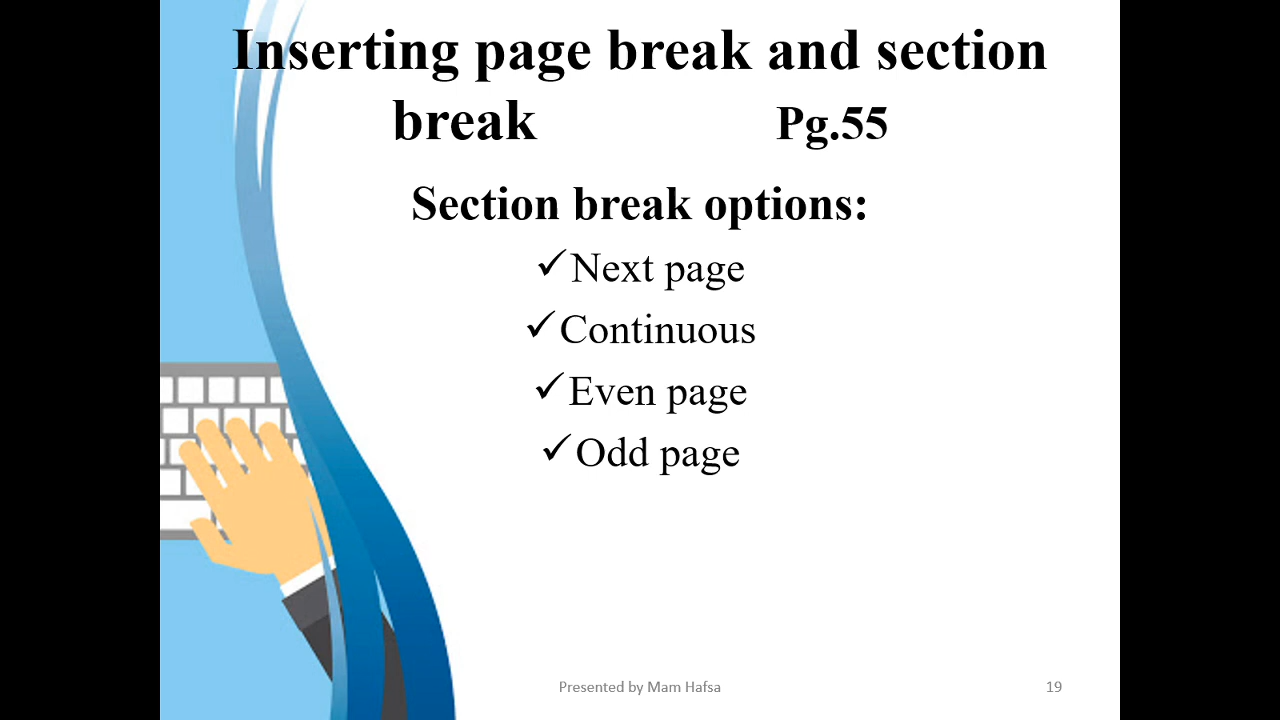 Inserting page break and section
break Pg.55
Section break options:
✓Next page
✓Continuous
✓Even page
✓Odd page
Presented by Mam Hafsa 19